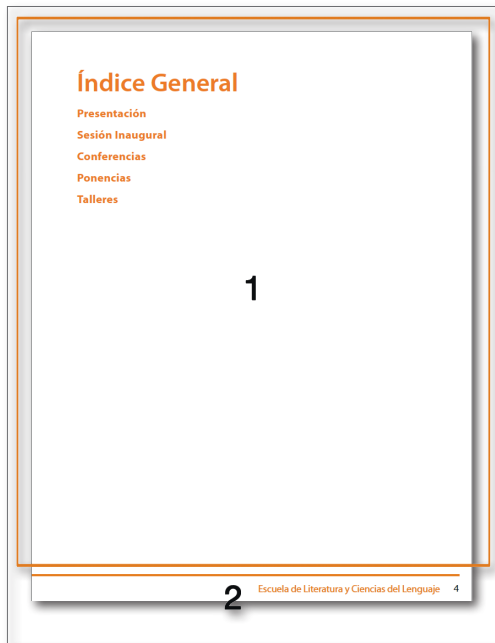 Índice General
Presentación
Sesión Inaugural
Conferencias
Ponencias
Talleres
1
2
Escuela de Literatura y Ciencias del Lenguaje 4